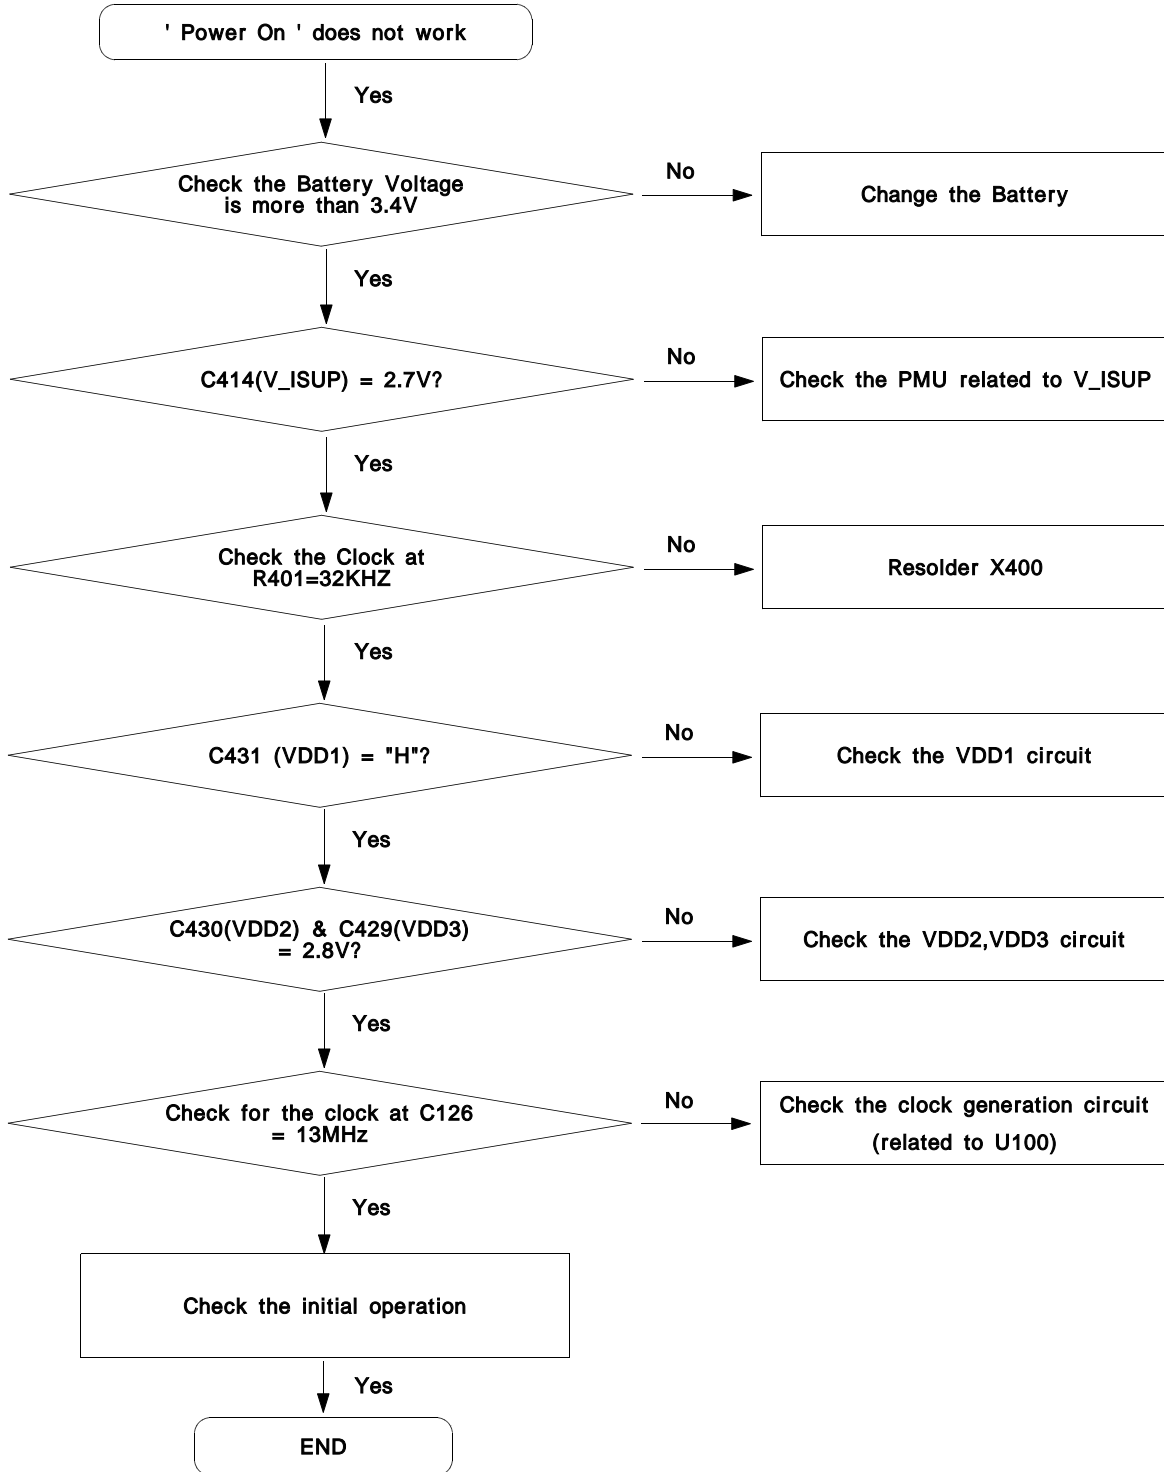 ' Power On ' does not work
Yes
Check the Battery Voltage
is more than 3.4V
No
Change the Battery
Yes
C414(V_ISUP) = 2.7V?
No
Check the PMU related to V_ISUP
Yes
Check the Clock at
R401=32KHZ
No
Resolder X400
Yes
C431 (VDD1) = "H"?
No
Check the VDD1 circuit
Yes
C430(VDD2) & C429(VDD3)
= 2.8V?
No
Check the VDD2,VDD3 circuit
Yes
Check for the clock at C126
= 13MHz
No
Check the clock generation circuit
(related to U100)
Yes
Check the initial operation
Yes
END